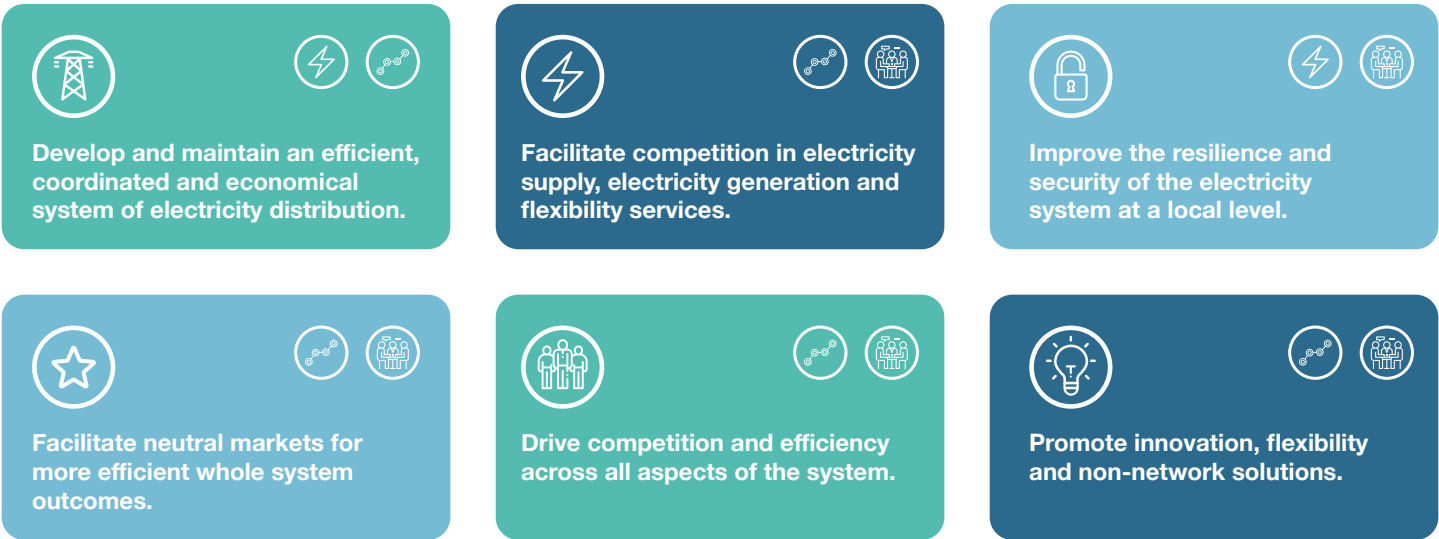 Develop and maintain an efficient,
coordinated and economical
system of electricity distribution.
Facilitate competition in electricity
supply, electricity generation and
flexibility services.
Improve the resilience and
security of the electricity
system at a local level.
Facilitate neutral markets for
more efficient whole system
outcomes.
Drive competition and efficiency
across all aspects of the system.
Promote innovation, flexibility
and non-network solutions.